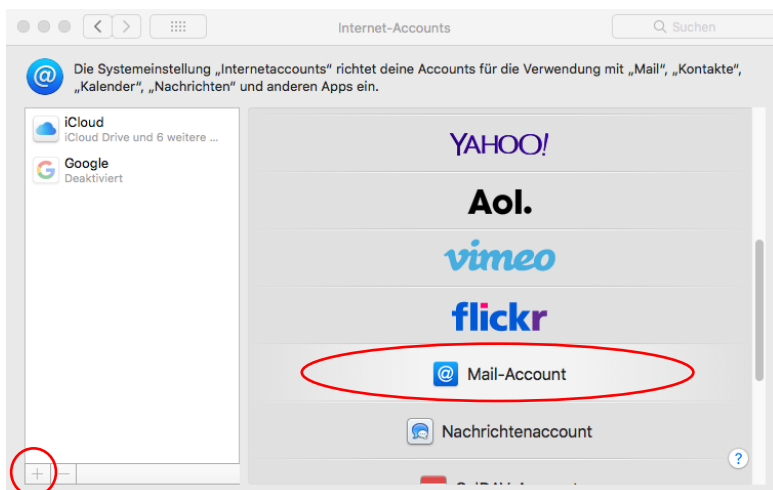 Internet-Accounts
Suchen
Die Systemeinstellung „Internetaccounts“ richtet deine Accounts für die Verwendung mit „Mail“, „Kontakte“,
„Kalender“, „Nachrichten“ und anderen Apps ein.
iCloud
iCloud Drive und 6 weitere ...
Google
Deaktiviert
YAHOO!
Aol.
vimeo
flickr
@ Mail-Account
Nachrichtenaccount
?
+ −